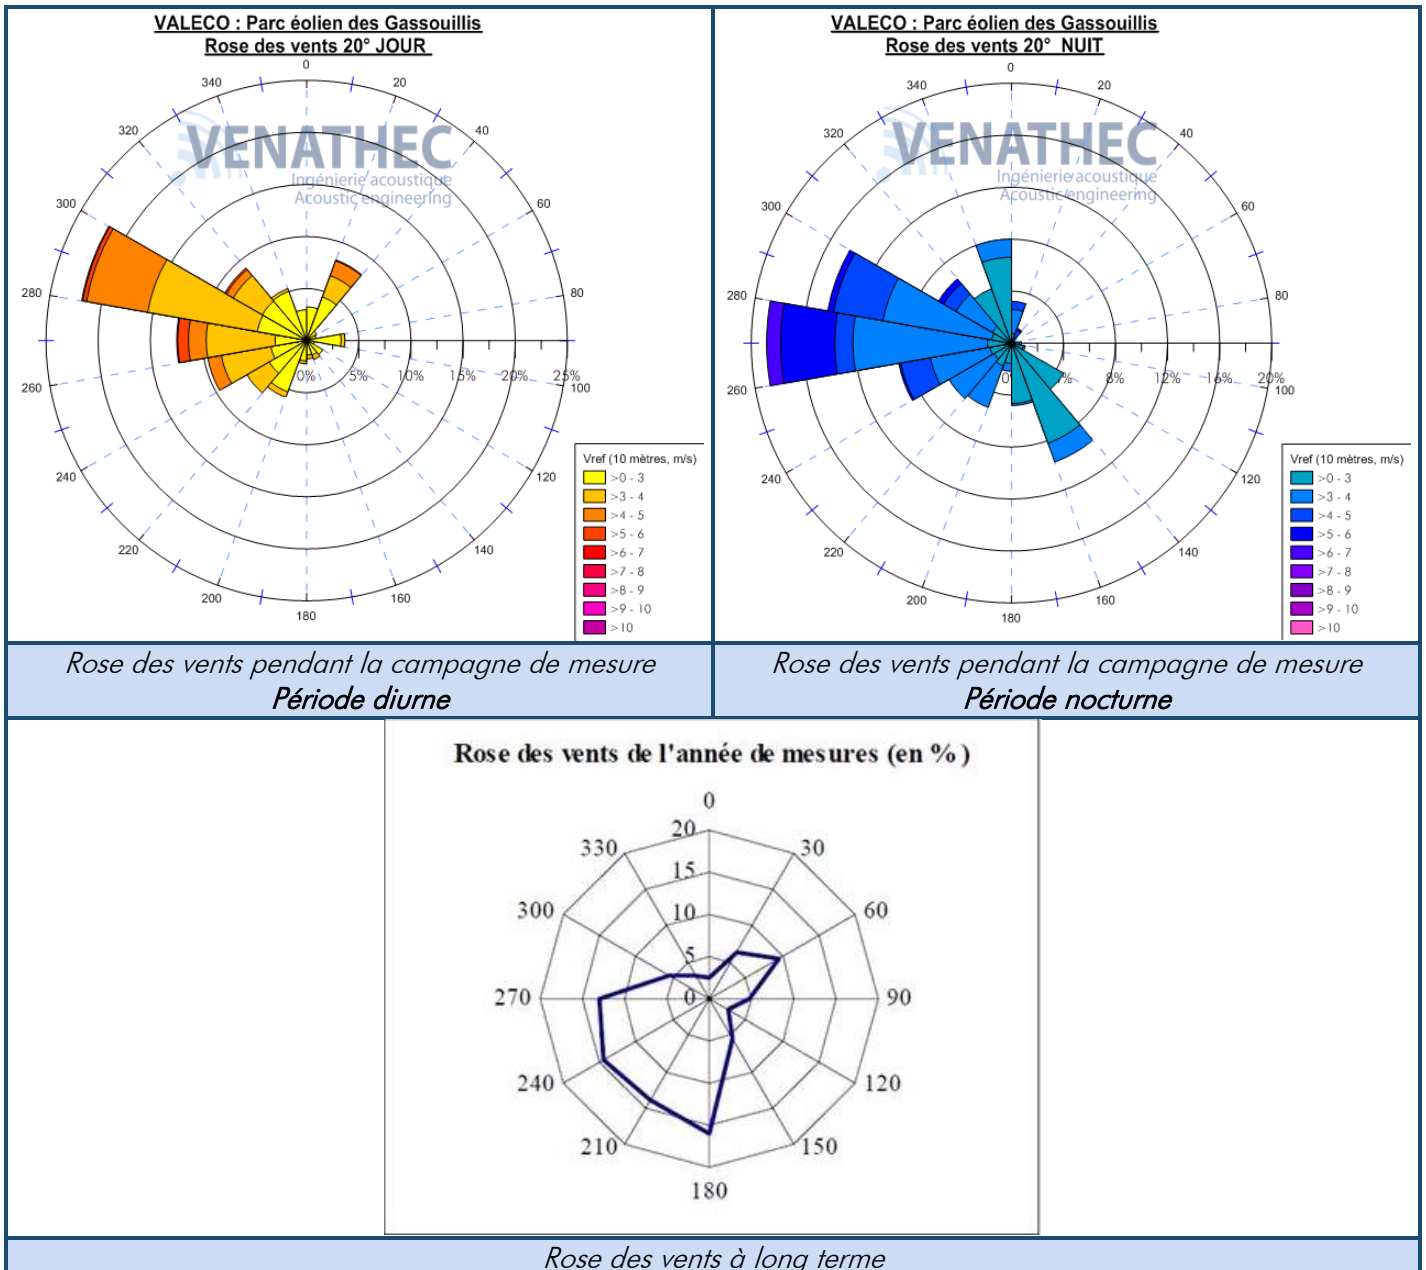 VALECO : Parc éolien des Gassouillis
Rose des vents 20° JOUR
0
20
40
60
80
100
120
140
160
180
200
220
240
260
280
300
320
340
VENATHEC
Ingénierie acoustique
Acoustic engineering
0% 5% 10% 15% 20% 25%
Vref (10 mètres, m/s)
>0 - 3
>3 - 4
>4 - 5
>5 - 6
>6 - 7
>7 - 8
>8 - 9
>9 - 10
>10
VALECO : Parc éolien des Gassouillis
Rose des vents 20° NUIT
0
20
40
60
80
100
120
140
160
180
200
220
240
260
280
300
320
340
VENATHEC
Ingénierie acoustique
Acoustic engineering
8% 12% 16% 20%
Vref (10 mètres, m/s)
>0 - 3
>3 - 4
>4 - 5
>5 - 6
>6 - 7
>7 - 8
>8 - 9
>9 - 10
>10
Rose des vents pendant la campagne de mesure
Période diurne
Rose des vents pendant la campagne de mesure
Période nocturne
Rose des vents de l'année de mesures (en %)
0
30
60
90
120
150
180
210
240
270
300
330
20
15
10
5
0
Rose des vents à long terme